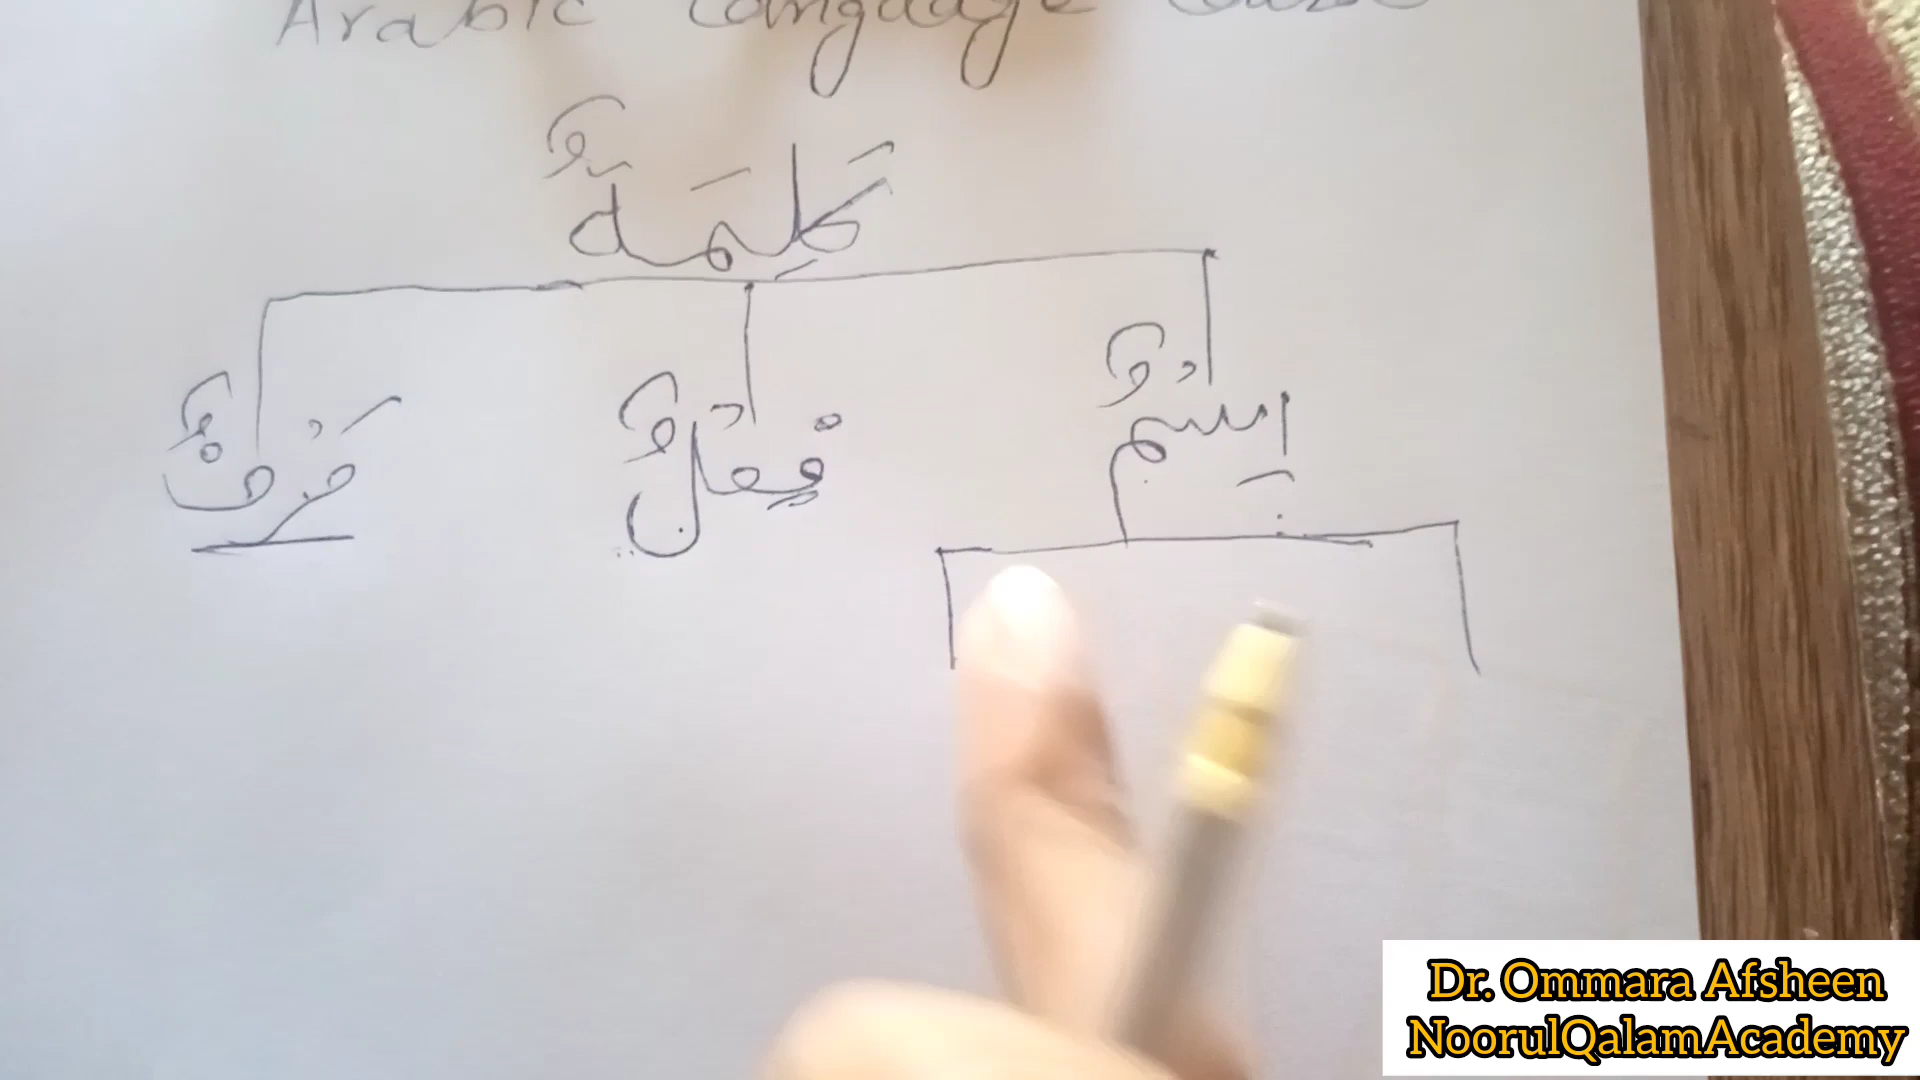 Arabic Language
كَلِمَةٌ
اِسْمٌ فِعْلٌ حَرْفٌ
Dr. Ommara Afsheen
NoorulQalamAcademy